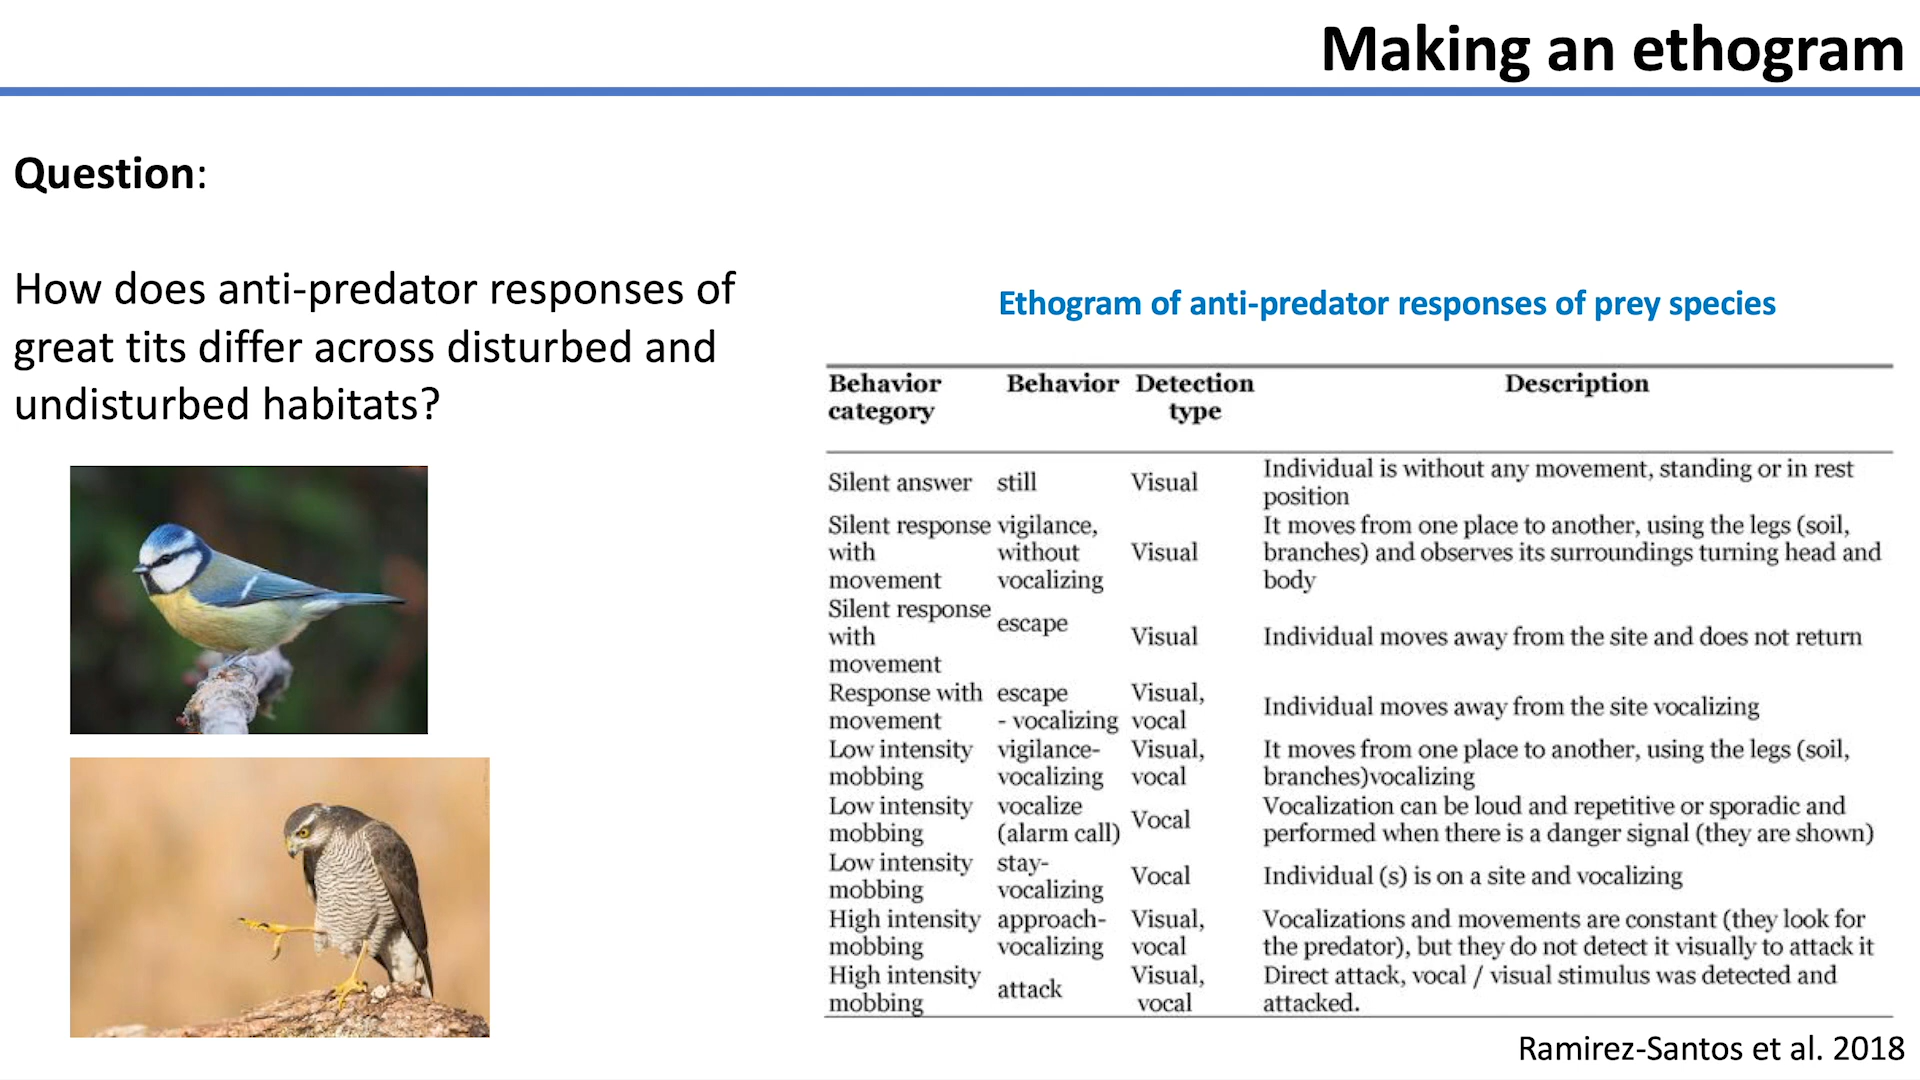 Making an ethogram
Question:
How does anti-predator responses of
great tits differ across disturbed and
undisturbed habitats?
Ethogram of anti-predator responses of prey species
Behavior category Behavior Detection type Description
Silent answer still Visual Individual is without any movement, standing or in rest position
Silent response with movement vigilance, without vocalizing Visual It moves from one place to another, using the legs (soil, branches) and observes its surroundings turning head and body
Silent response with movement escape Visual Individual moves away from the site and does not return
Response with movement escape - vocalizing Visual, vocal Individual moves away from the site vocalizing
Low intensity mobbing vigilance- vocalizing Visual, vocal It moves from one place to another, using the legs (soil, branches)vocalizing
Low intensity mobbing vocalize (alarm call) Vocal Vocalization can be loud and repetitive or sporadic and performed when there is a danger signal (they are shown)
Low intensity mobbing stay- vocalizing Vocal Individual (s) is on a site and vocalizing
High intensity mobbing approach- vocalizing Visual, vocal Vocalizations and movements are constant (they look for the predator), but they do not detect it visually to attack it
High intensity mobbing attack Visual, vocal Direct attack, vocal / visual stimulus was detected and attacked.
Ramirez-Santos et al. 2018